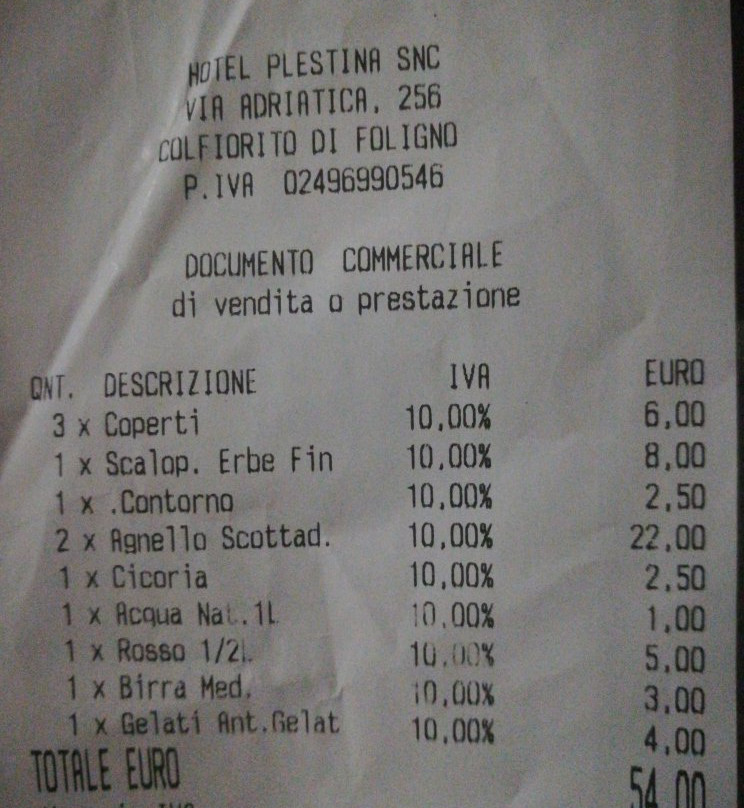 HOTEL PLESTINA SNC
VIA ADRIATICA, 256
COLFIORITO DI FOLIGNO
P.IVA 02496990546
DOCUMENTO COMMERCIALE
di vendita o prestazione
QNT. DESCRIZIONE IVA EURO
3 x Coperti 10,00% 6,00
1 x Scalop. Erbe Fin 10,00% 8,00
1 x .Contorno 10,00% 2,50
2 x Agnello Scottad. 10,00% 22,00
1 x Cicoria 10,00% 2,50
1 x Acqua Nat.1L 10,00% 1,00
1 x Rosso 1/2L 10,00% 5,00
1 x Birra Med. 10,00% 3,00
1 x Gelati Ant.Gelat 10,00% 4,00
TOTALE EURO 54,00